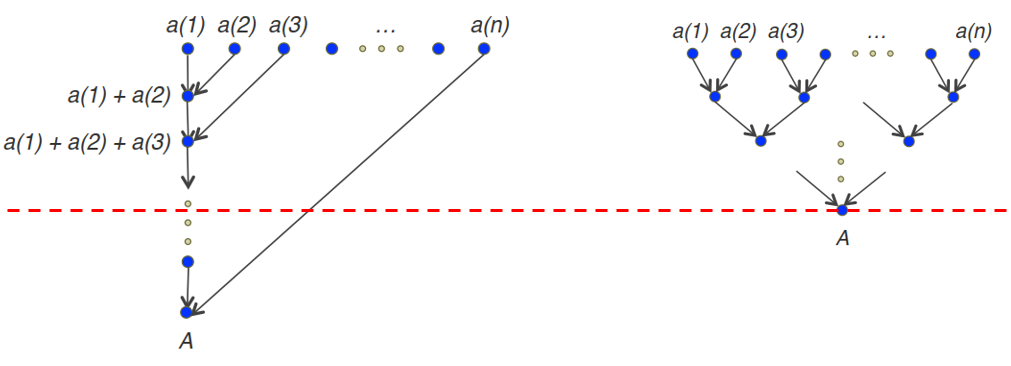 a(1) a(2) a(3) … a(n)
a(1) + a(2)
a(1) + a(2) + a(3)
A
a(1) a(2) a(3) … a(n)
A